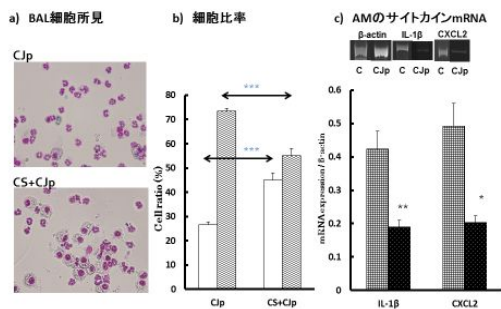 a) BAL細胞所見
CJp
CS+CJp
b) 細胞比率
***
***
Cell ratio (%)
80
70
60
50
40
30
20
10
0
CJp
CS+CJp
c) AMのサイトカインmRNA
β-actin IL-1β CXCL2
C CJp C CJp C CJp
mRNA expression / ß-actin
0.6
0.5
0.4
0.3
0.2
0.1
0
**
*
IL-1β
CXCL2